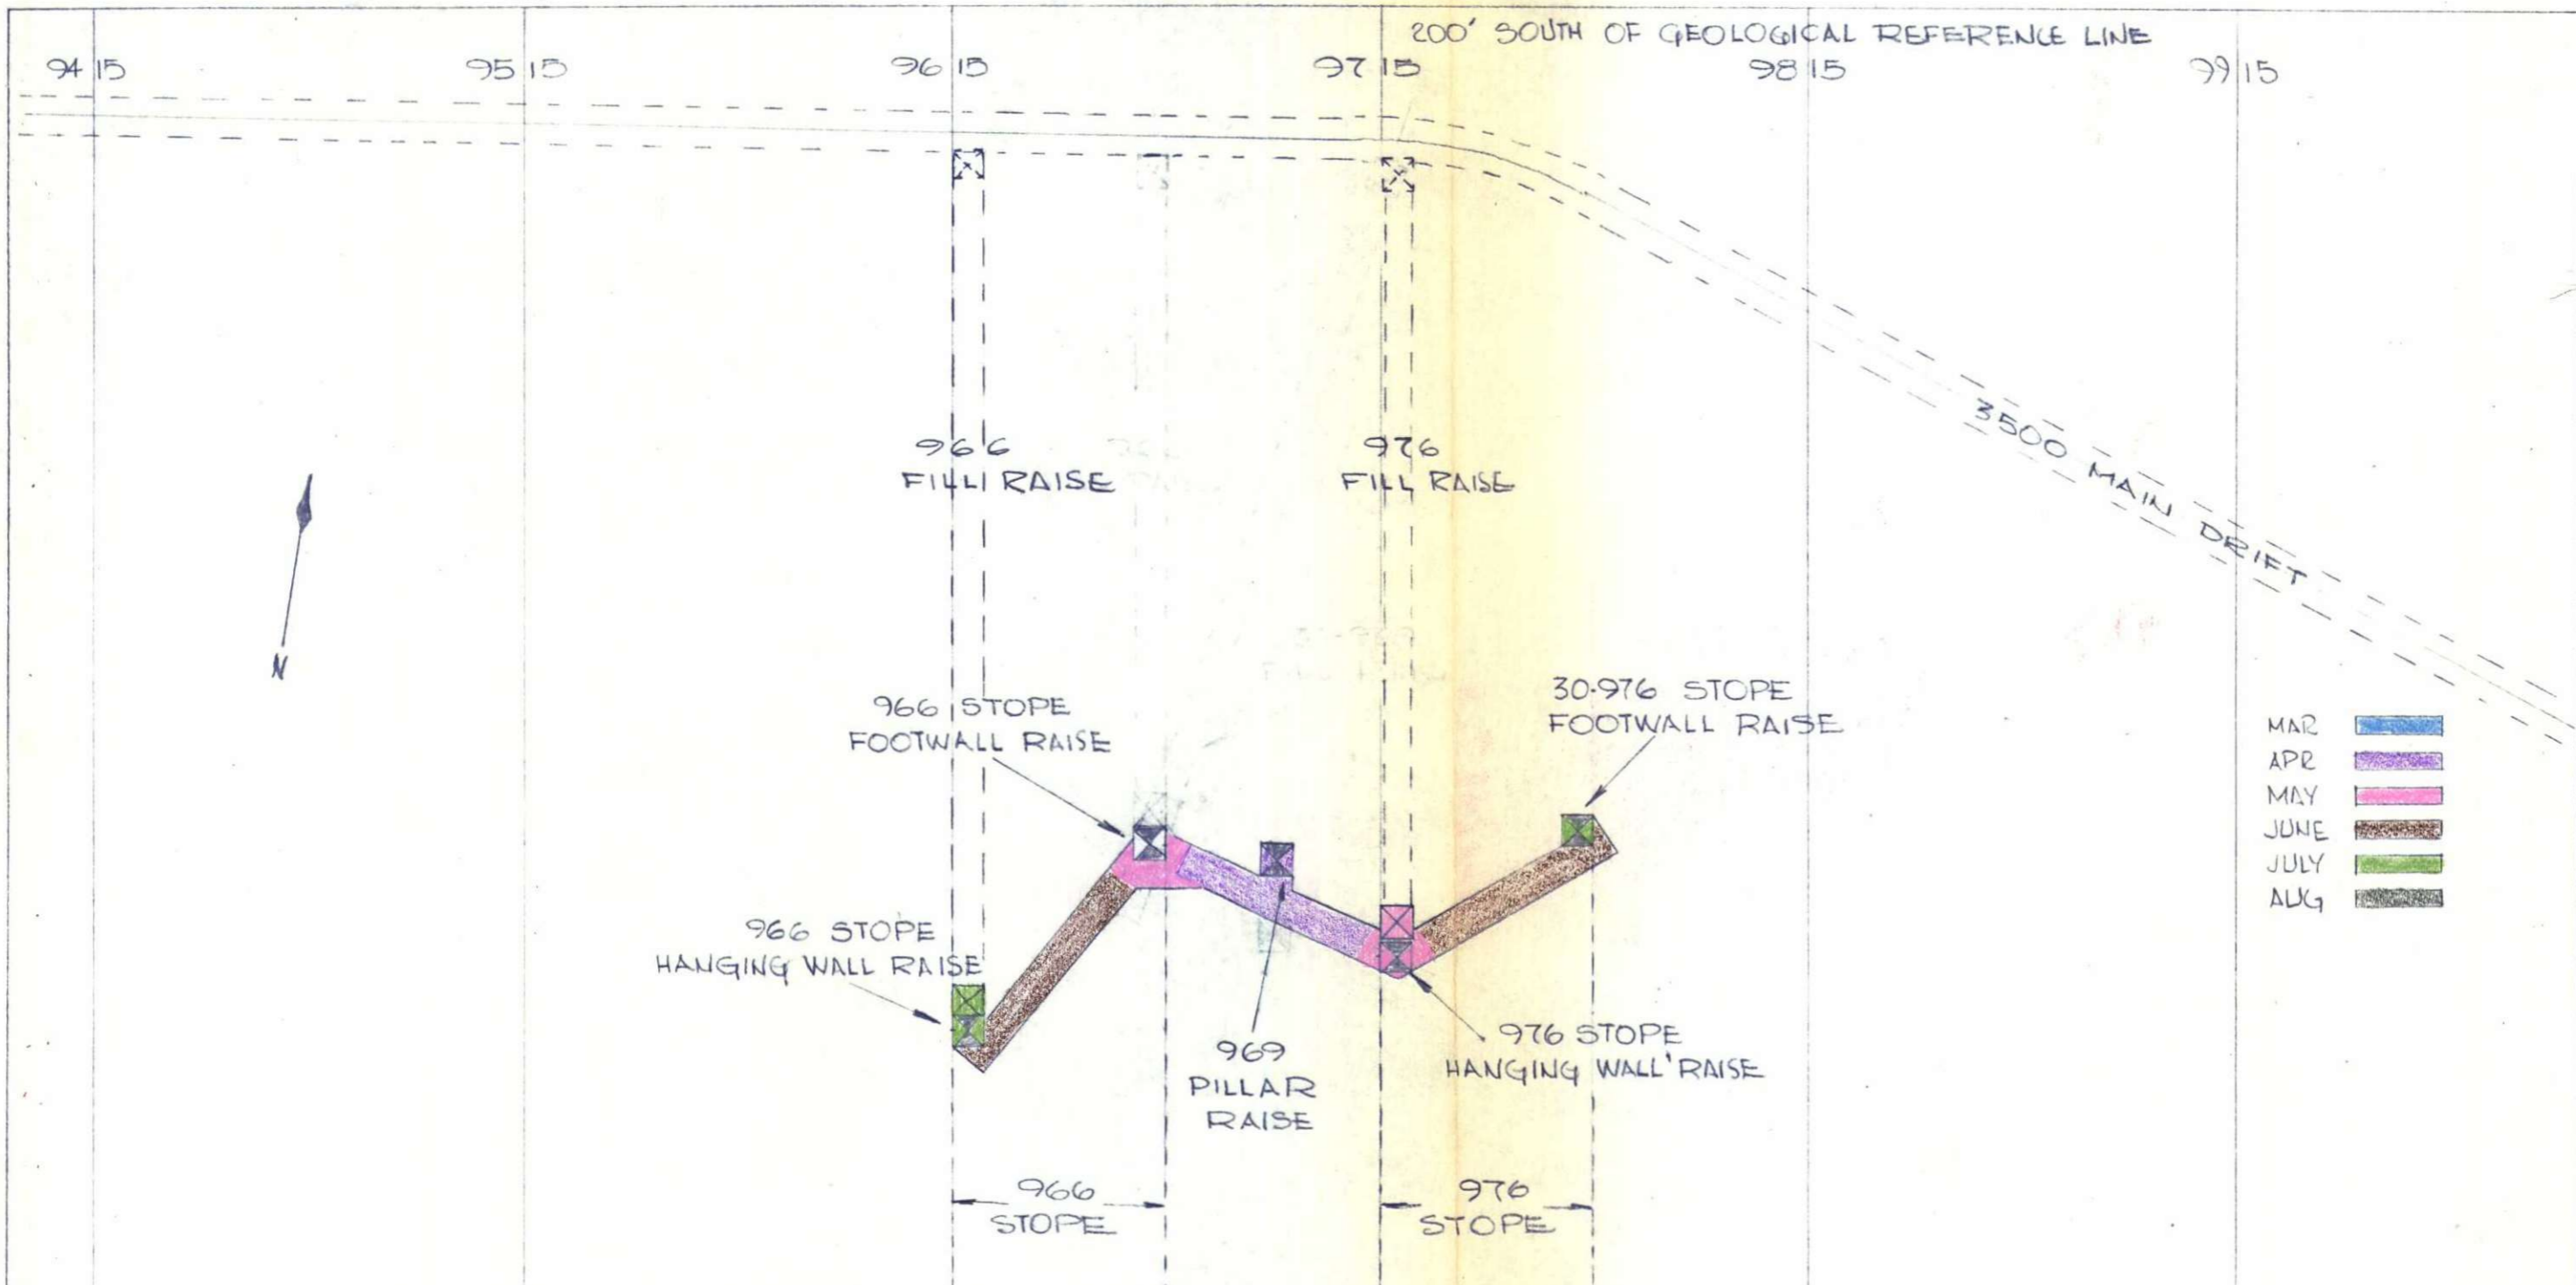 200' SOUTH OF GEOLOGICAL REFERENCE LINE
94 15
95 15
96 15
97 15
98 15
99 15
966
FILL RAISE
976
FILL RAISE
3500 MAIN DRIFT
N
966 STOPE
FOOTWALL RAISE
30-976 STOPE
FOOTWALL RAISE
MAR
APR
MAY
JUNE
JULY
AUG
966 STOPE
HANGING WALL RAISE
969
PILLAR
RAISE
976 STOPE
HANGING WALL RAISE
966
STOPE
976
STOPE